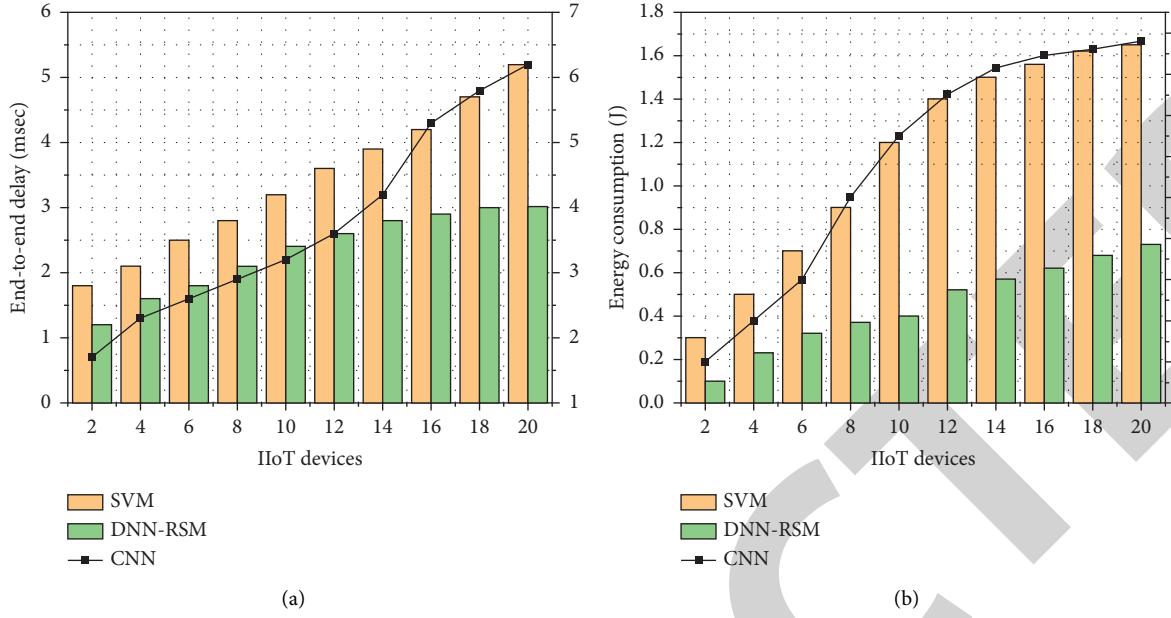 7
6
5
4
3
2
1
6
5
4
3
2
1
0
End-to-end delay (msec)
2 4 6 8 10 12 14 16 18 20
IIoT devices
SVM
DNN-RSM
CNN
(a)
1.8
1.6
1.4
1.2
1.0
0.8
0.6
0.4
0.2
0.0
Energy consumption (J)
2 4 6 8 10 12 14 16 18 20
IIoT devices
SVM
DNN-RSM
CNN
(b)